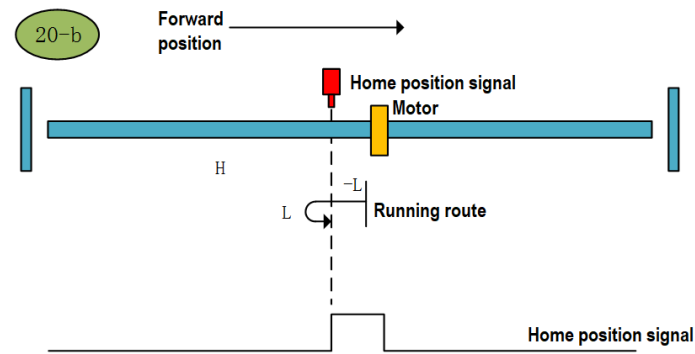 20-b
Forward
position
Home position signal
Motor
H
-L
L
Running route
Home position signal